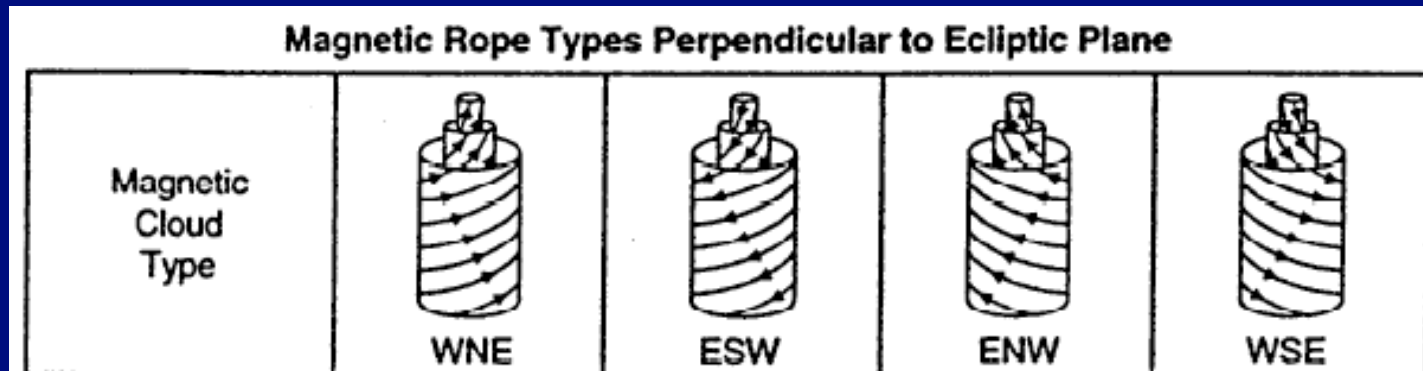 Magnetic Rope Types Perpendicular to Ecliptic Plane
Magnetic
Cloud
Type
WNE ESW ENW WSE